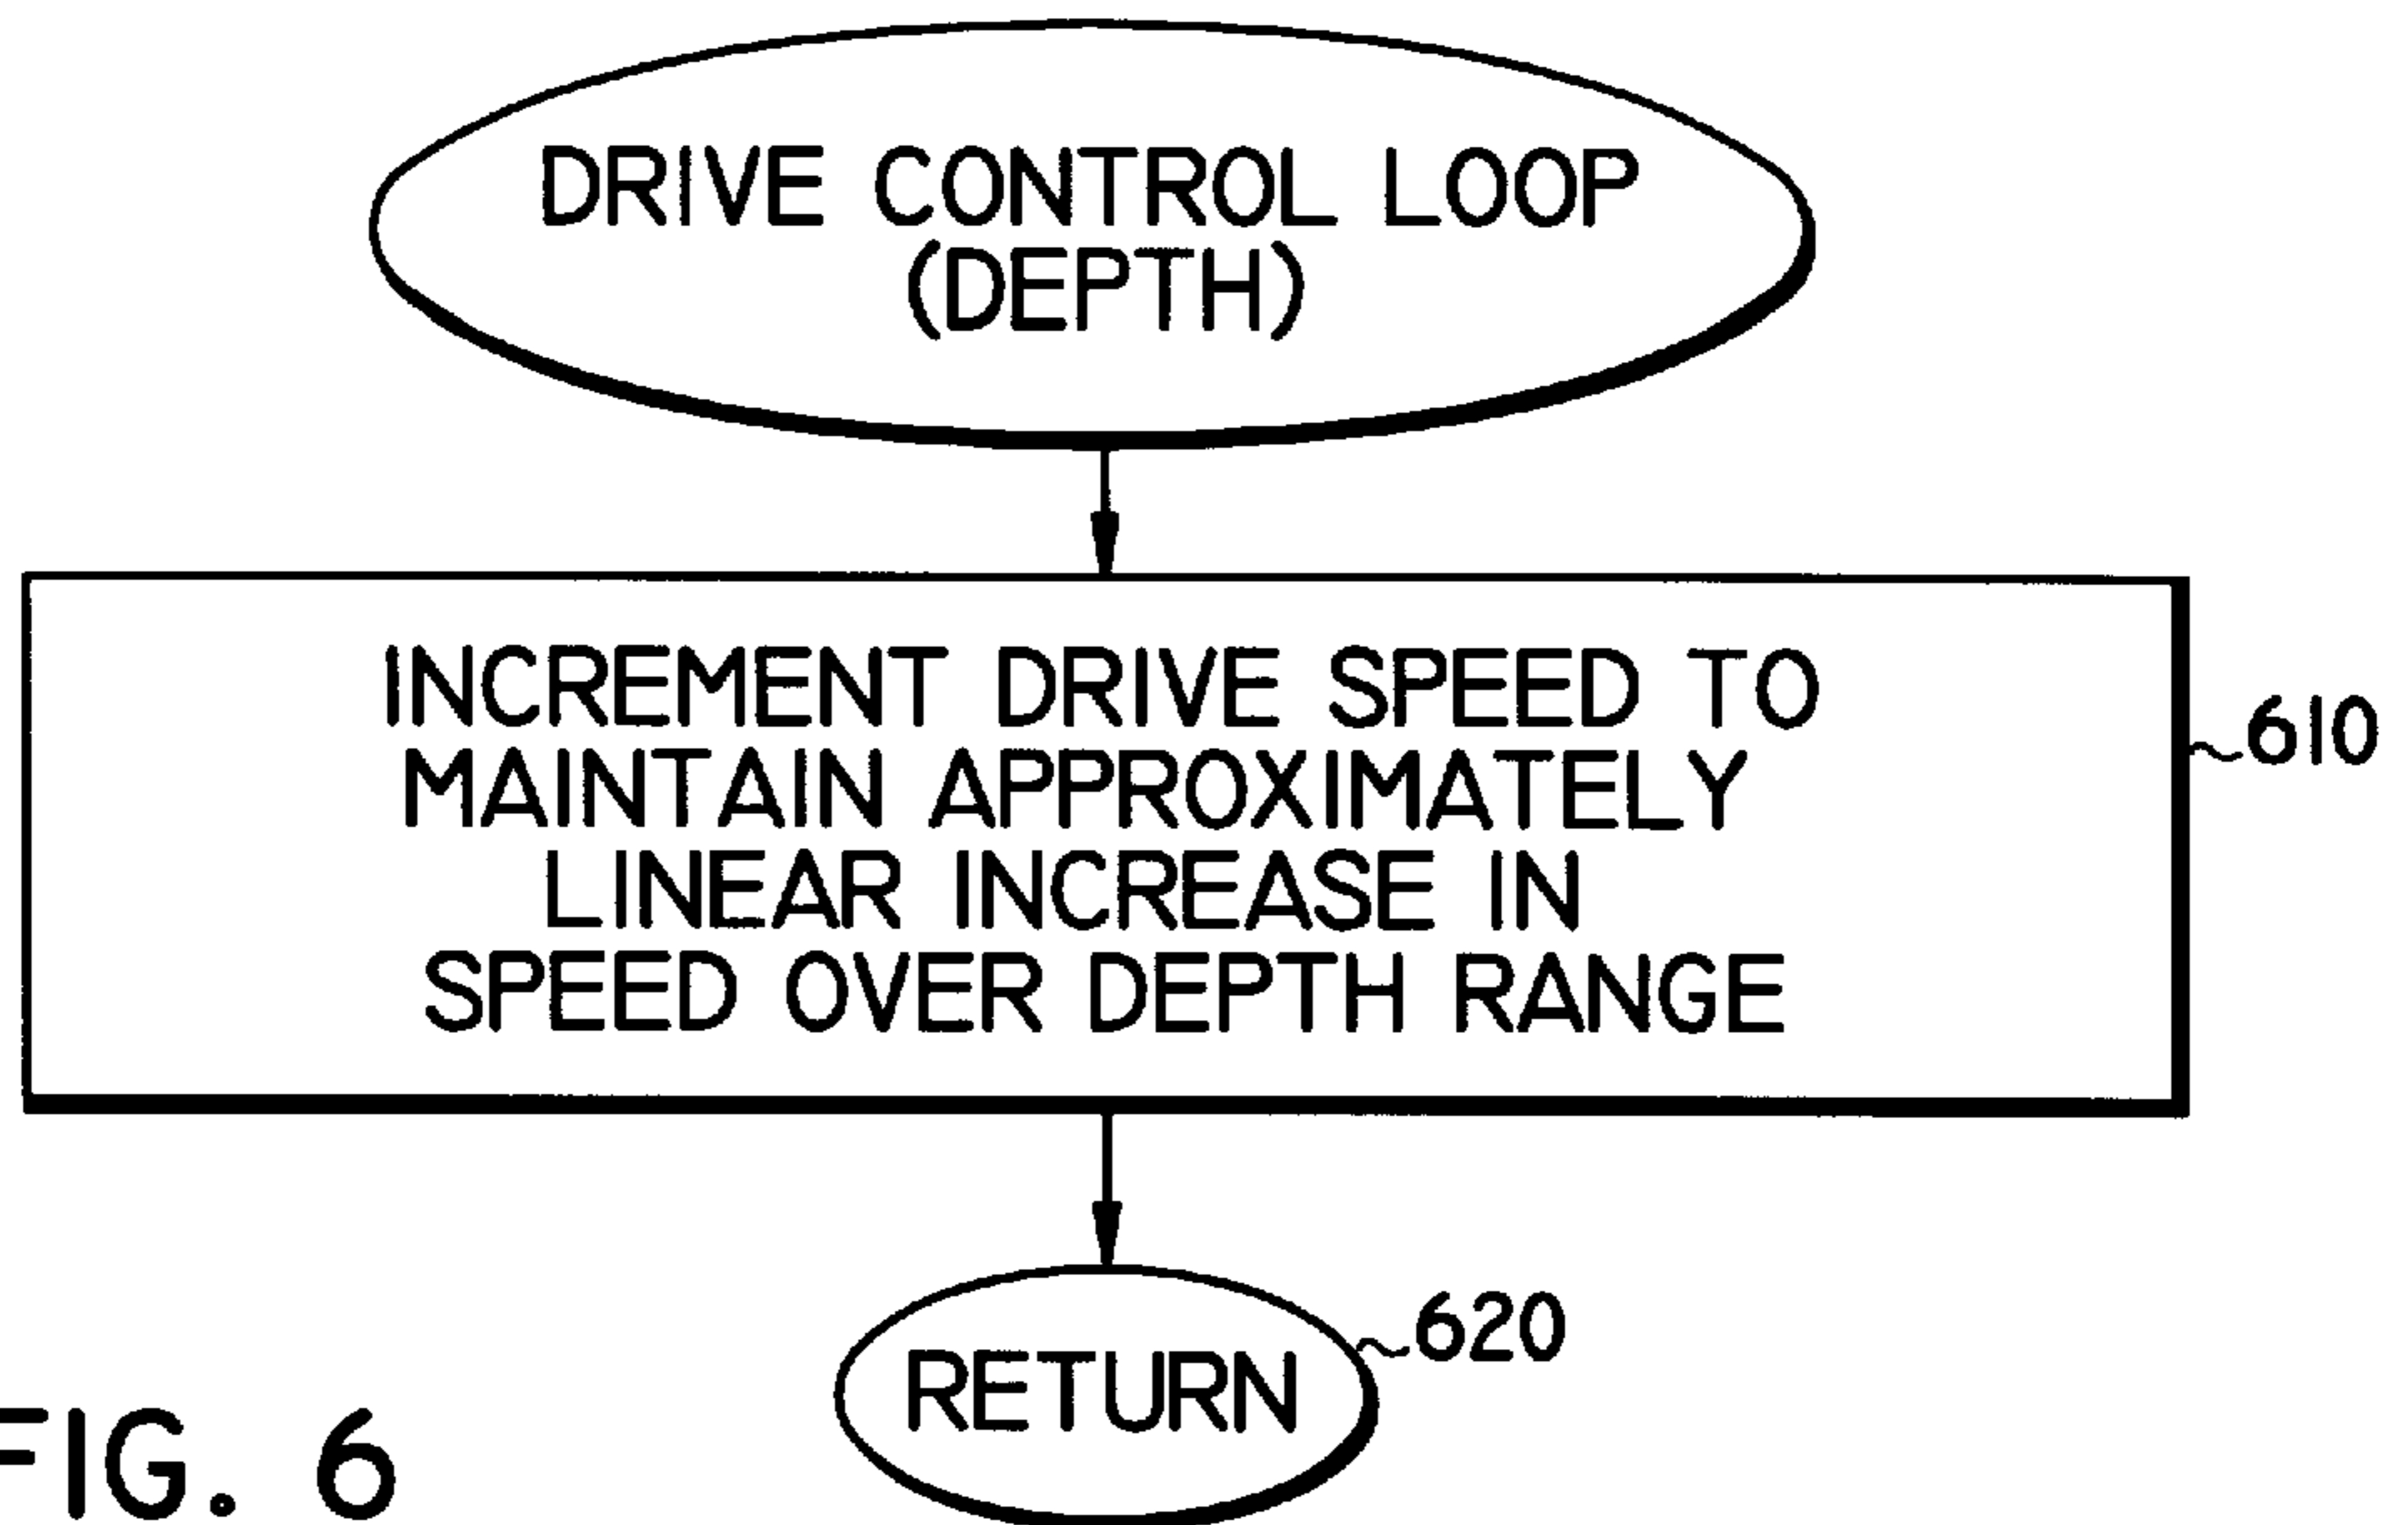 DRIVE CONTROL LOOP
(DEPTH)
INCREMENT DRIVE SPEED TO
MAINTAIN APPROXIMATELY
LINEAR INCREASE IN
SPEED OVER DEPTH RANGE
610
620
RETURN
FIG. 6